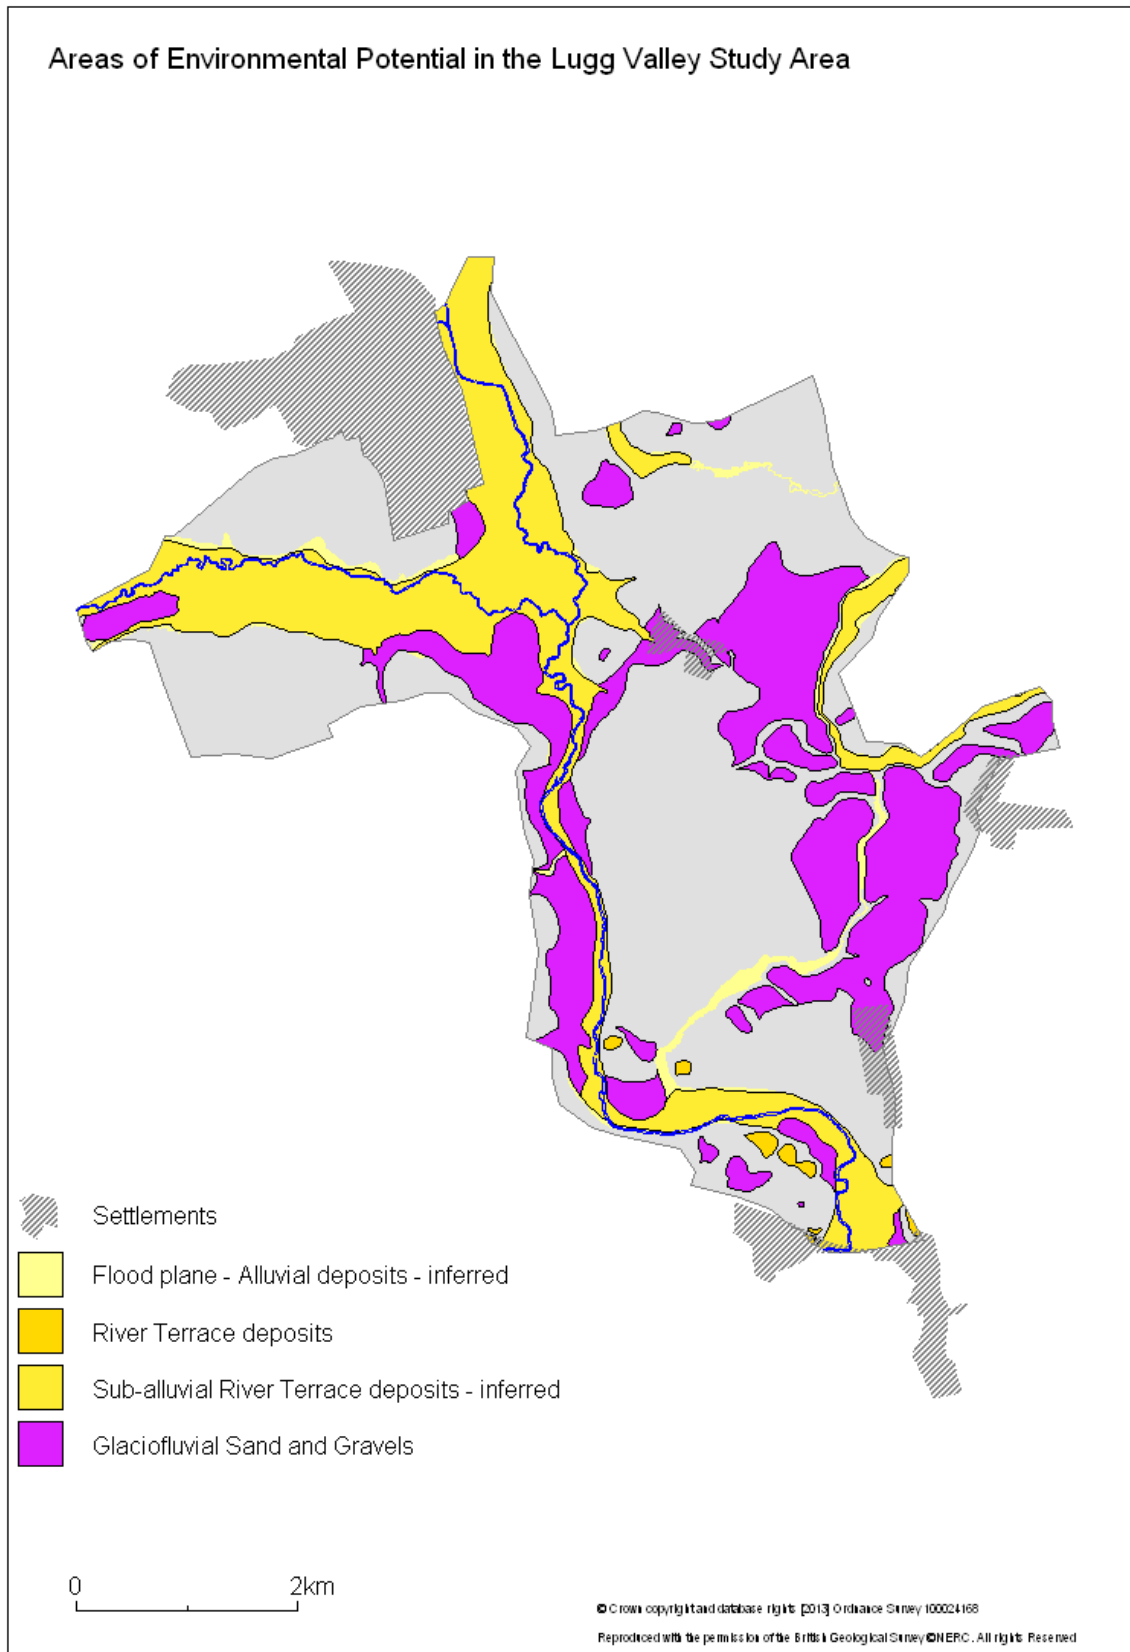 Areas of Environmental Potential in the Lugg Valley Study Area
Settlements
Flood plane - Alluvial deposits - inferred
River Terrace deposits
Sub-alluvial River Terrace deposits - inferred
Glaciofluvial Sand and Gravels
0 2km
© Crown copyright and database rights [2013] Ordnance Survey 100024168
Reproduced with the permission of the British Geological Survey ©NERC. All rights Reserved